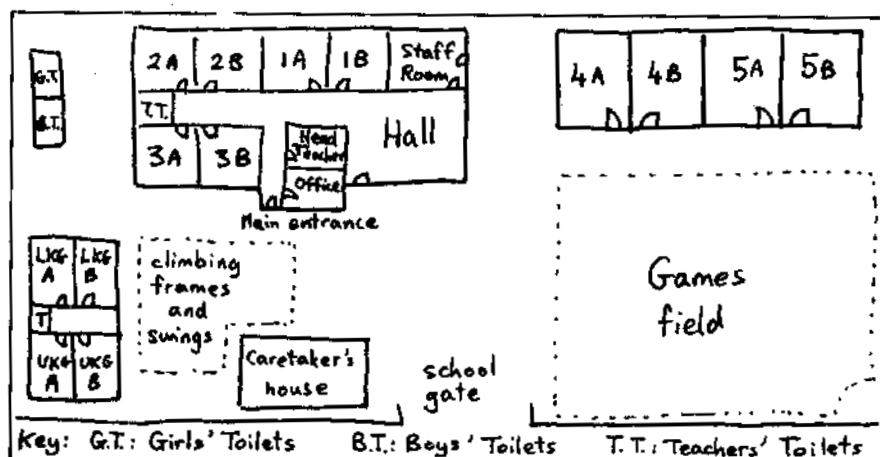 2A 2B 1A 1B Staff
Room
G.T.
B.T.
T.T.
3A 3B
Head
Teacher
Office
Hall
Main entrance
4A 4B 5A 5B
LKG
A
LKG
B
T
UKG
A
UKG
B
climbing
frames
and
swings
Caretaker's
house
school
gate
Games
field
Key: G.T.: Girls' Toilets B.T.: Boys' Toilets T.T.: Teachers' Toilets